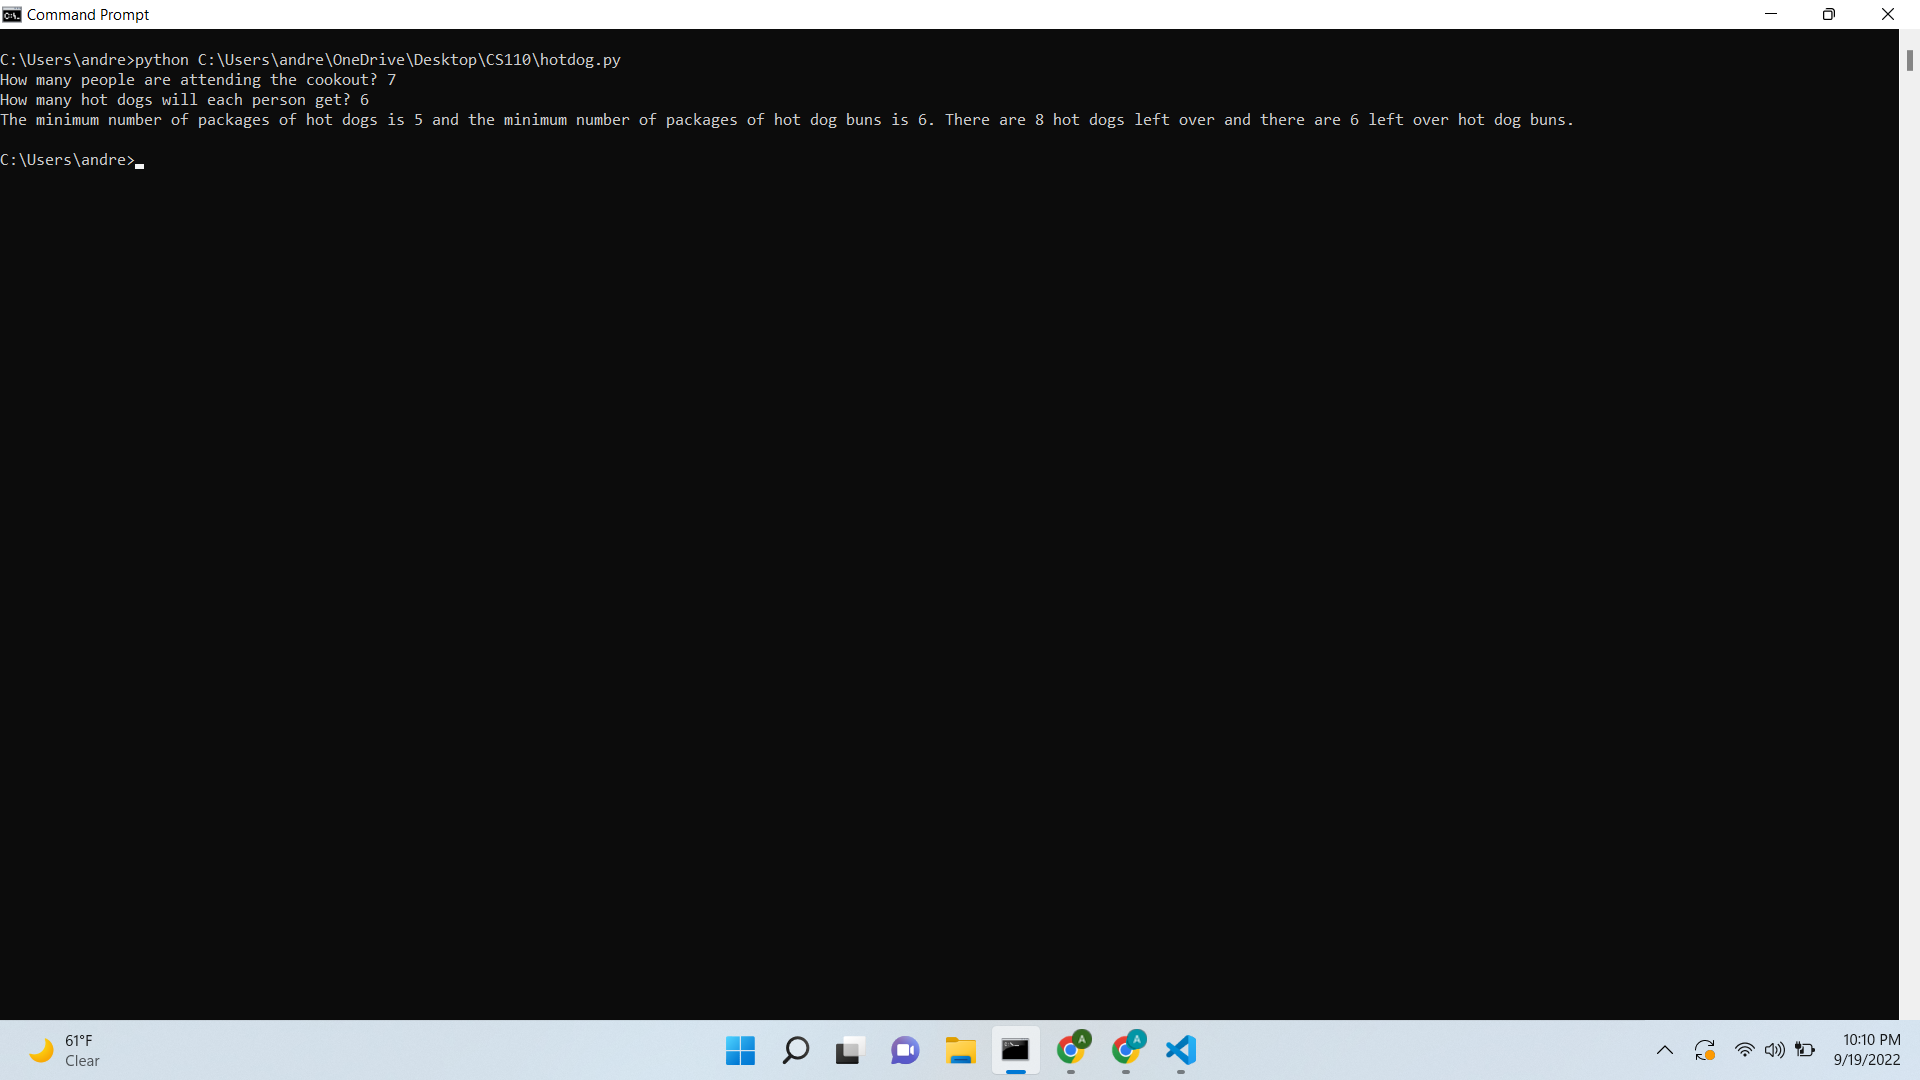 Command Prompt
C:\Users\andre>python C:\Users\andre\OneDrive\Desktop\CS110\hotdog.py
How many people are attending the cookout? 7
How many hot dogs will each person get? 6
The minimum number of packages of hot dogs is 5 and the minimum number of packages of hot dog buns is 6. There are 8 hot dogs left over and there are 6 left over hot dog buns.
C:\Users\andre>
61°F
Clear
A
A
10:10 PM
9/19/2022